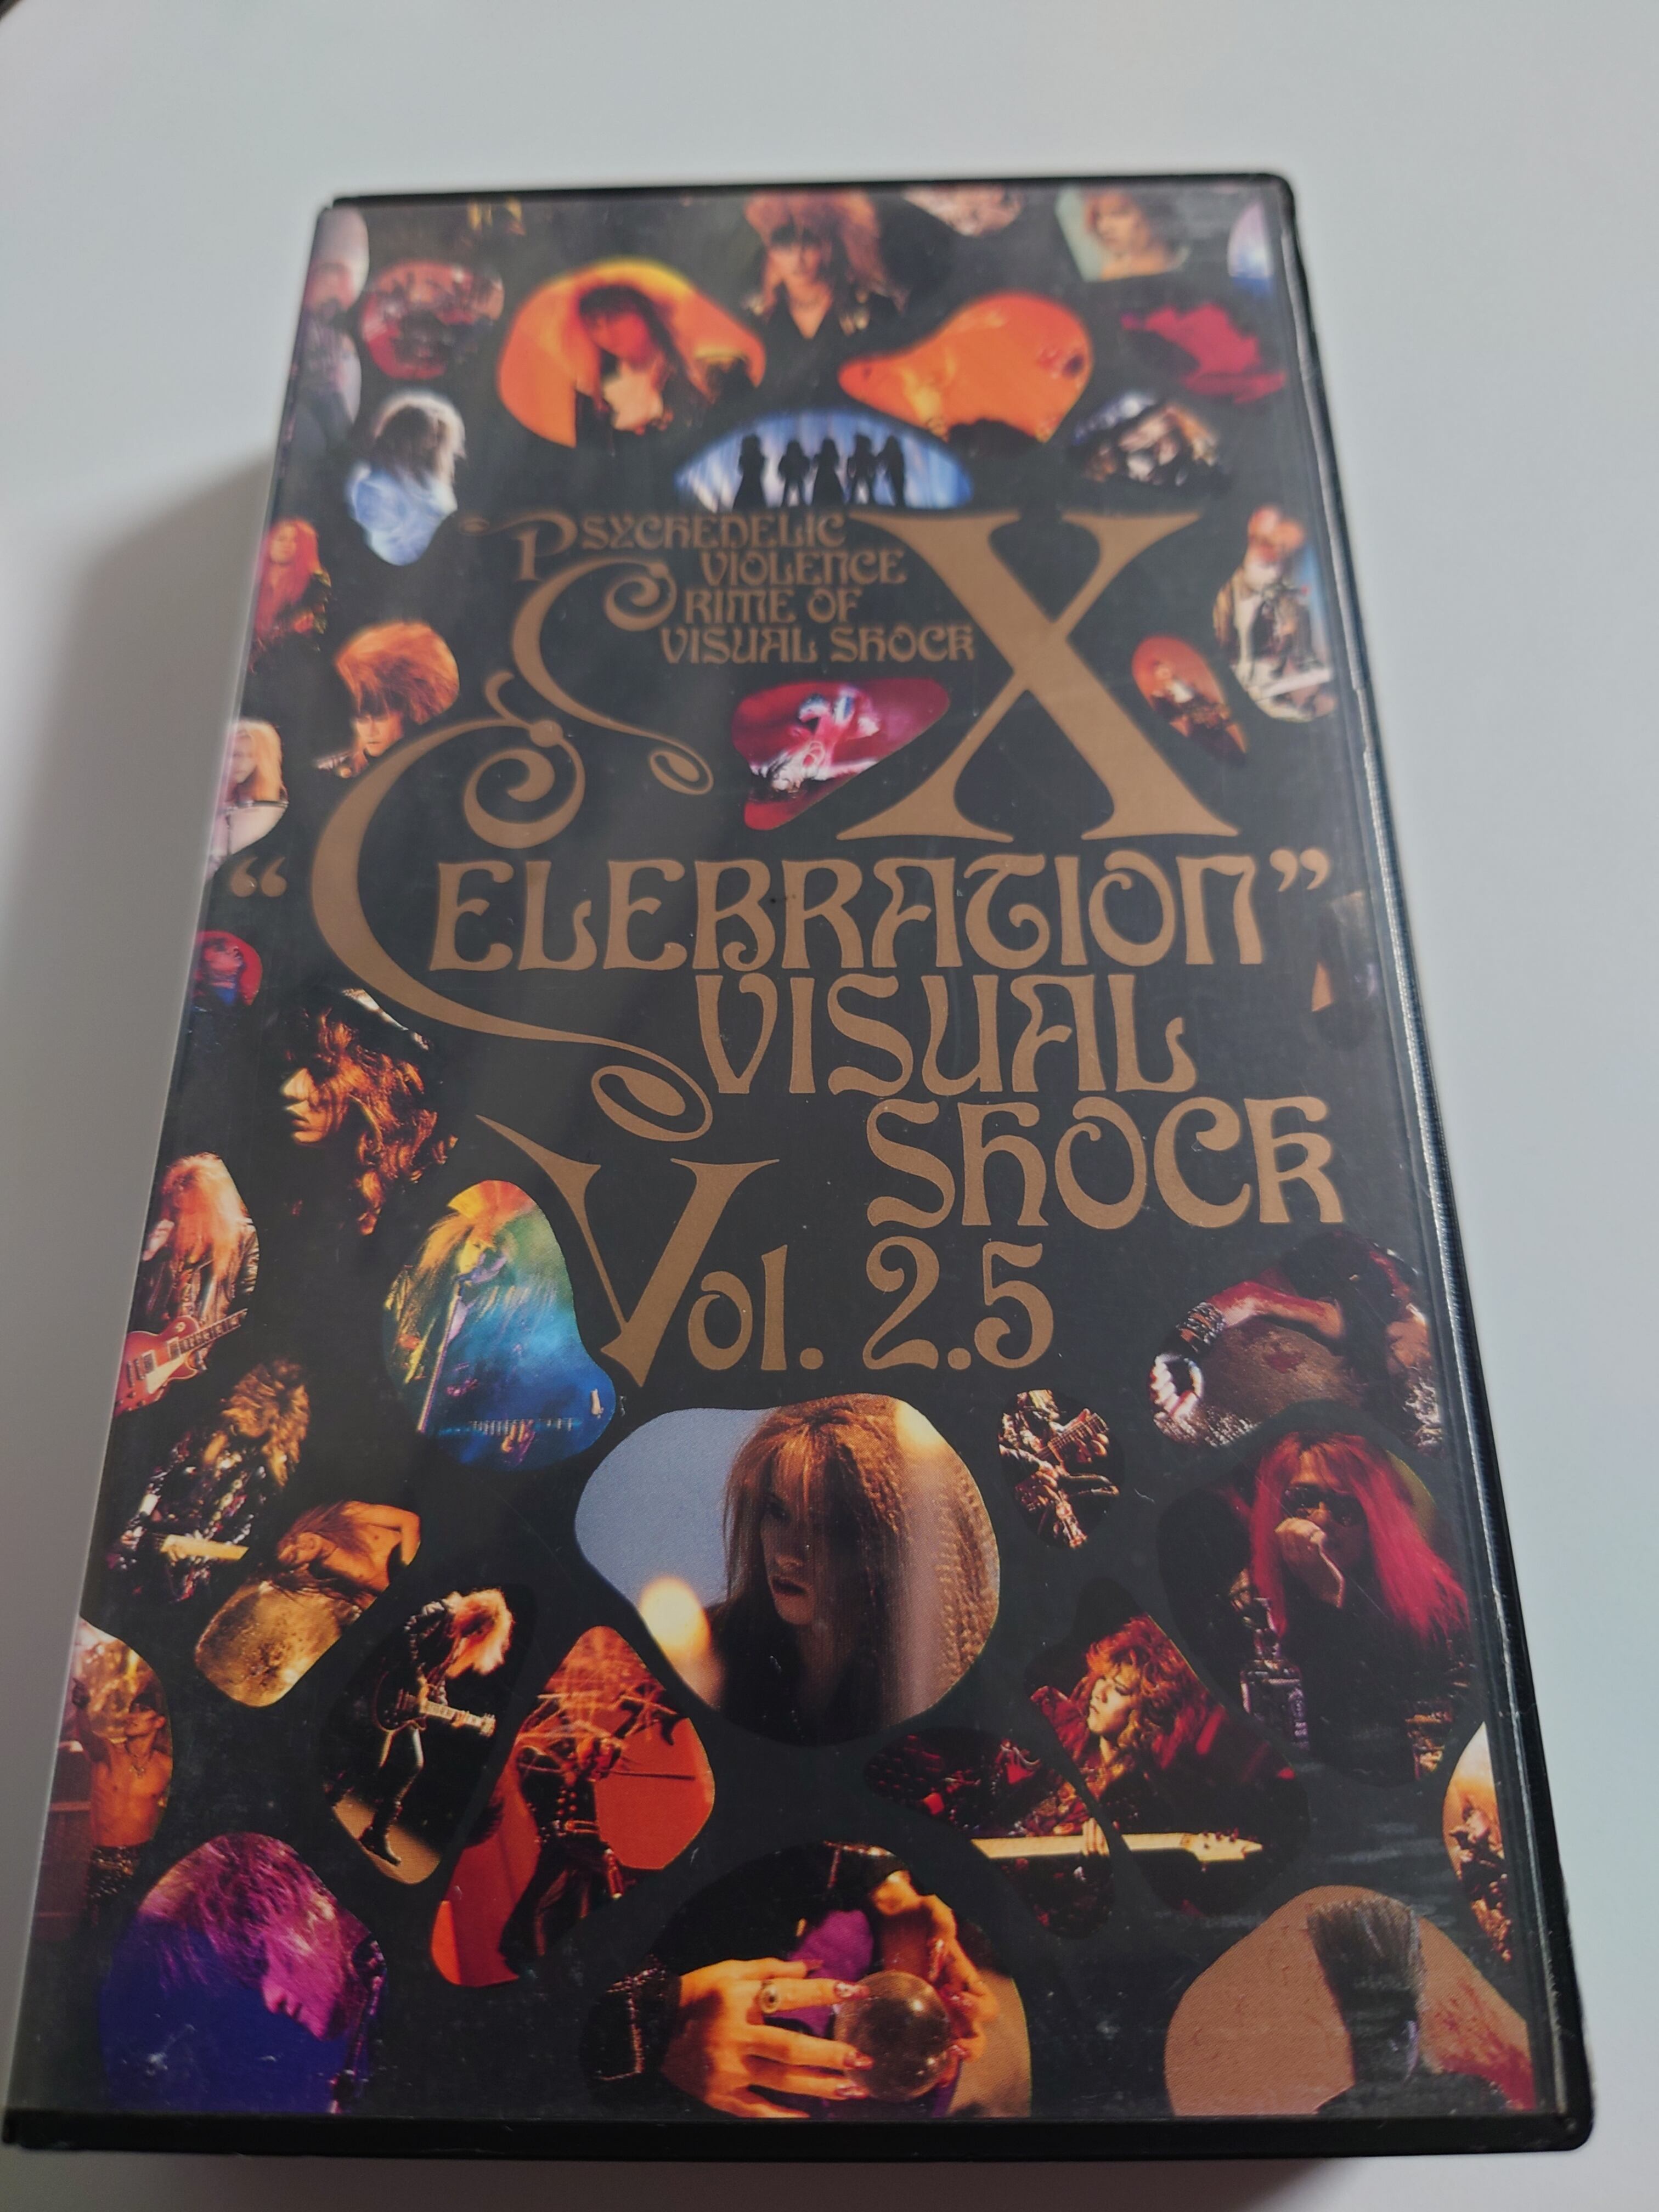 PSYCHEDELIC
VIOLENCE
CRIME OF
VISUAL SHOCK
X
“CELEBRATION”
VISUAL
SHOCK
Vol. 2.5